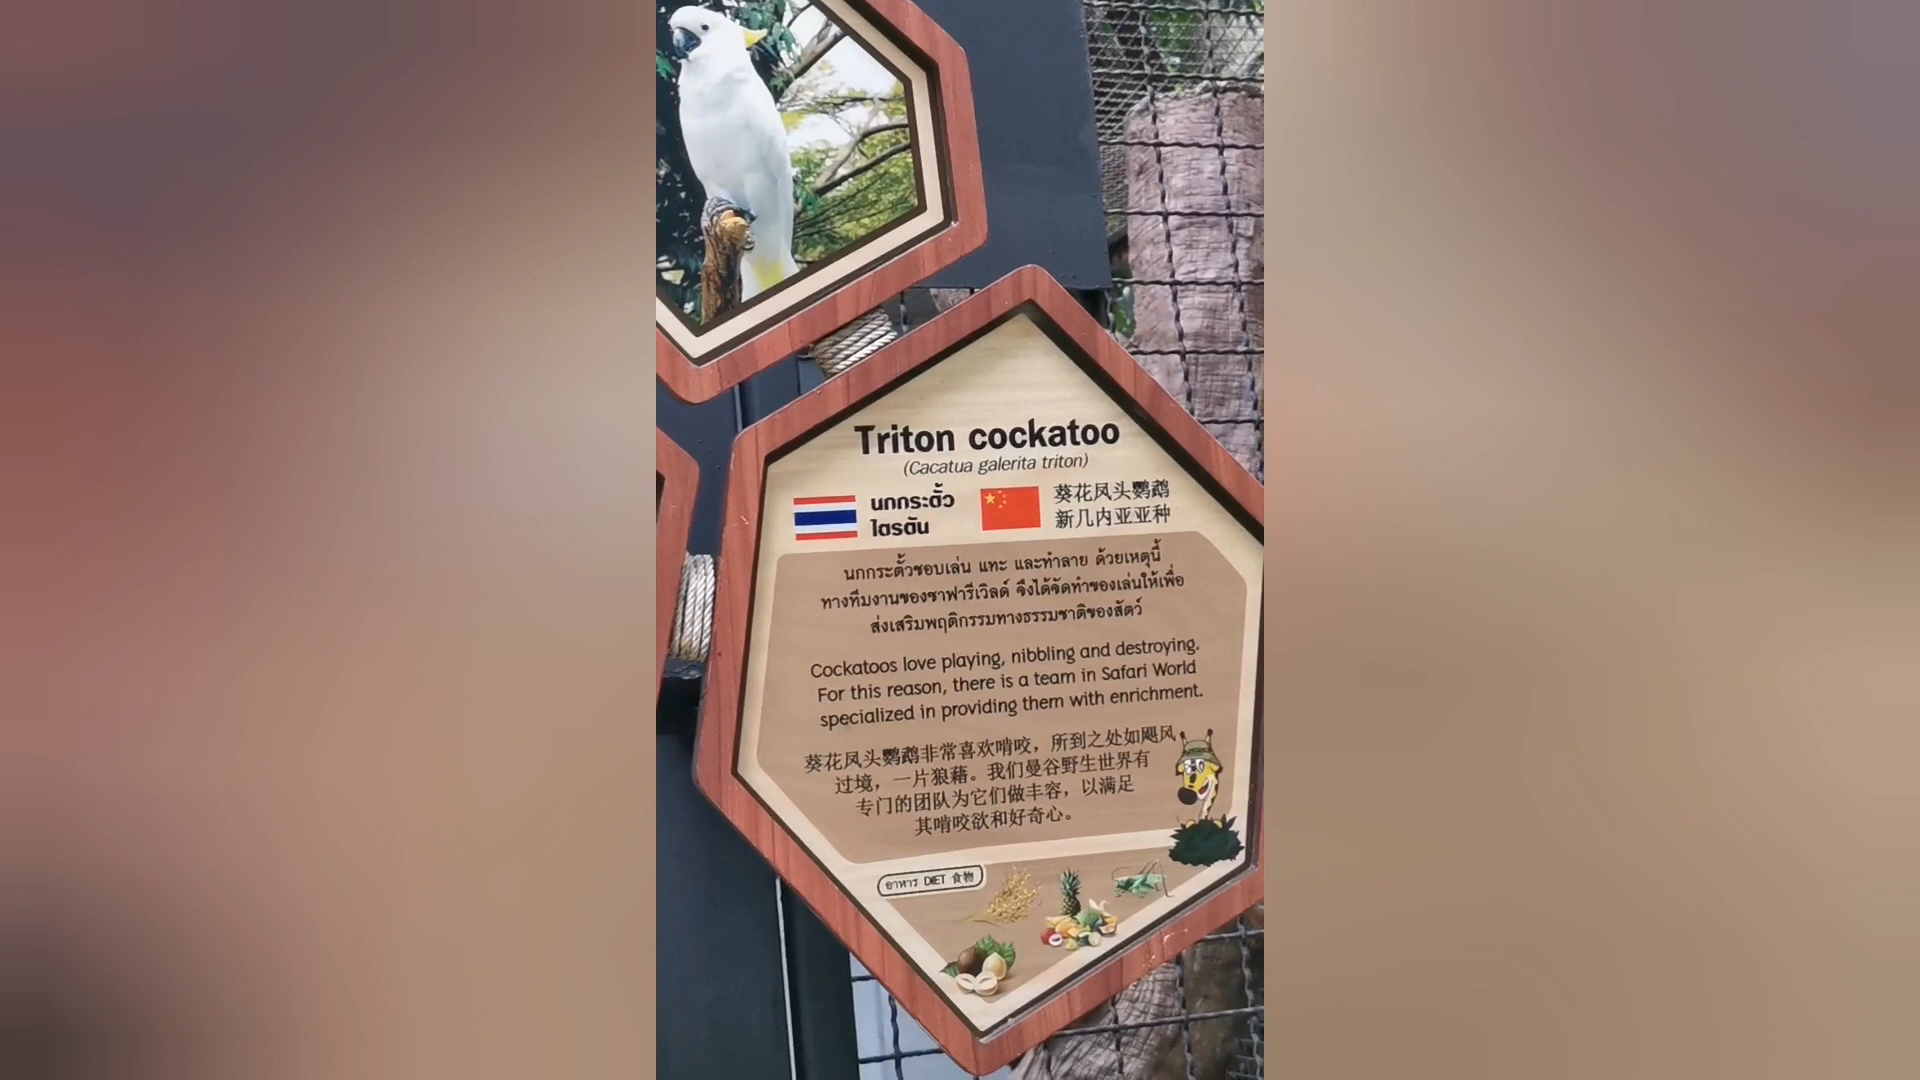 Triton cockatoo
(Cacatua galerita triton)
นกกระตั้ว
ไตรตัน
葵花凤头鹦鹉
新几内亚亚种
นกกระตั้วชอบเล่น แทะ และทำลาย ด้วยเหตุนี้
ทางทีมงานของซาฟารีเวิลด์ จึงได้จัดทำของเล่นให้เพื่อ
ส่งเสริมพฤติกรรมทางธรรมชาติของสัตว์
Cockatoos love playing, nibbling and destroying.
For this reason, there is a team in Safari World
specialized in providing them with enrichment.
葵花凤头鹦鹉非常喜欢啃咬，所到之处如飓风
过境，一片狼藉。我们曼谷野生世界有
专门的团队为它们做丰容，以满足
其啃咬欲和好奇心。
อาหาร DIET 食物